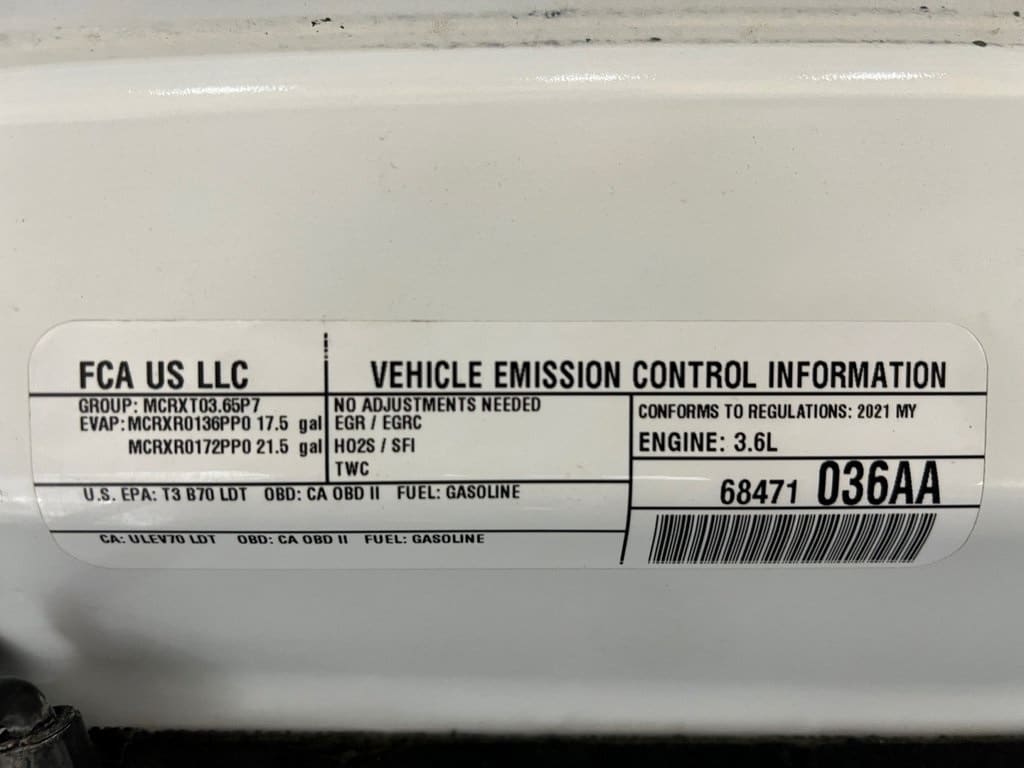 FCA US LLC
VEHICLE EMISSION CONTROL INFORMATION
GROUP: MCRXT03.65P7
EVAP:MCRXR0136PP0 17.5 gal
MCRXR0172PP0 21.5 gal
NO ADJUSTMENTS NEEDED
EGR / EGRC
HO2S / SFI
TWC
CONFORMS TO REGULATIONS: 2021 MY
ENGINE: 3.6L
68471 036AA
U.S. EPA: T3 B70 LDT OBD: CA OBD II FUEL: GASOLINE
CA: ULEV70 LDT OBD: CA OBD II FUEL: GASOLINE